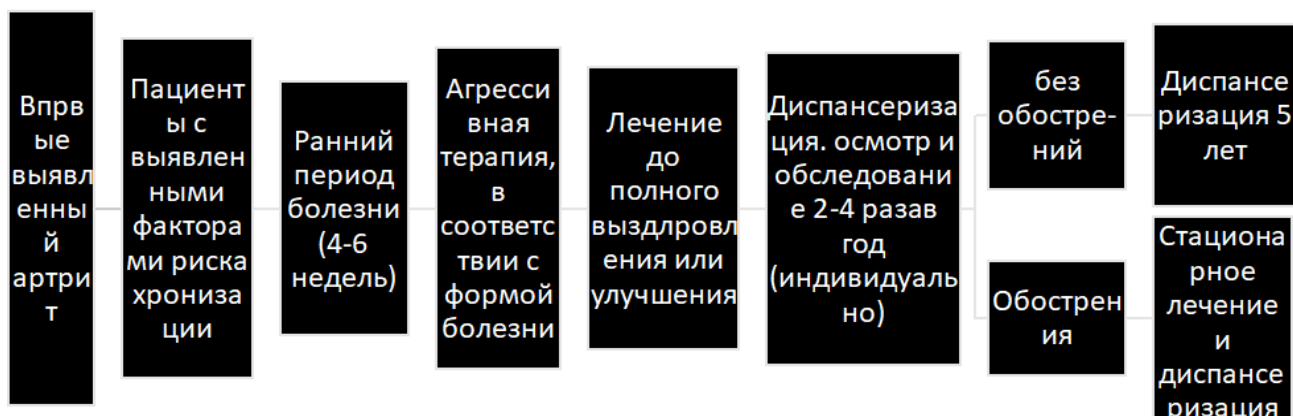 Впрв
ые
выявл
енны
й
артри
т
Пациент
ы с
выявлен
ными
фактора
ми риска
хрониза
ции
Ранний
период
болезни
(4-6
недель)
Агресси
вная
терапия,
в
соответс
твии с
формой
болезни
Лечение
до
полного
выздлровл
ения или
улучшения
Диспансериза
ция. осмотр и
обследовани
е 2-4 разав
год
(индивидуаль
но)
без
обостре-
ний
Диспансе
ризация 5
лет
Обострен
ия
Стациона
рное
лечение
и
диспансе
ризация